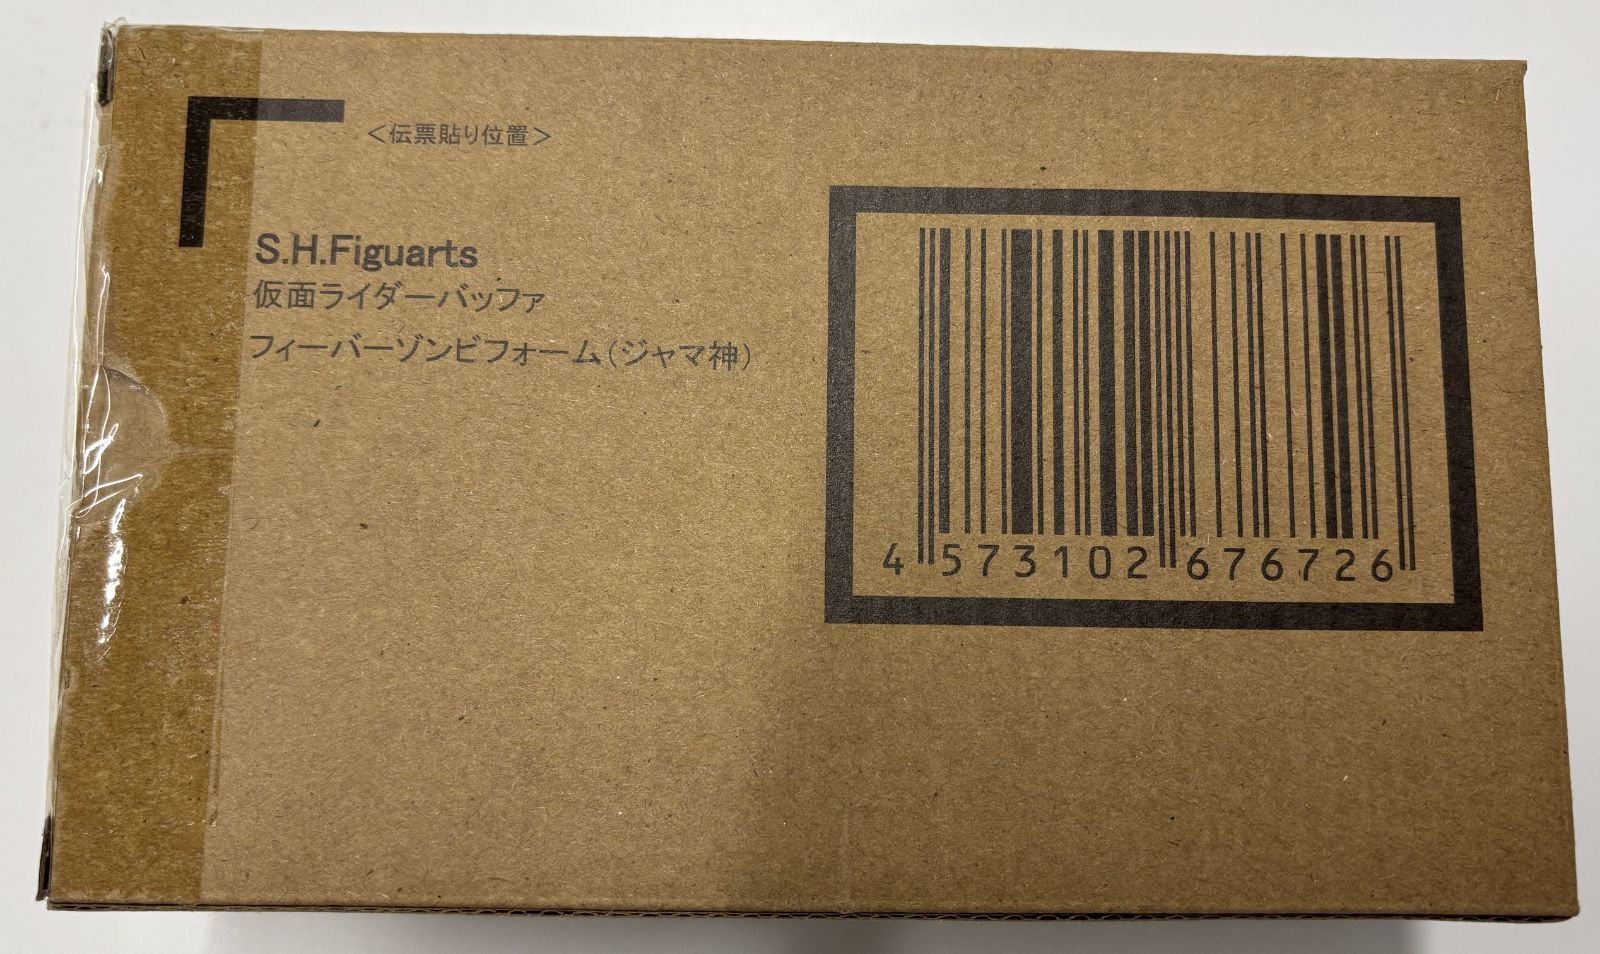 <伝票貼り位置>
S.H.Figuarts
仮面ライダーバッファ
フィーバーゾンビフォーム(ジャマ神)
4 573102 676726